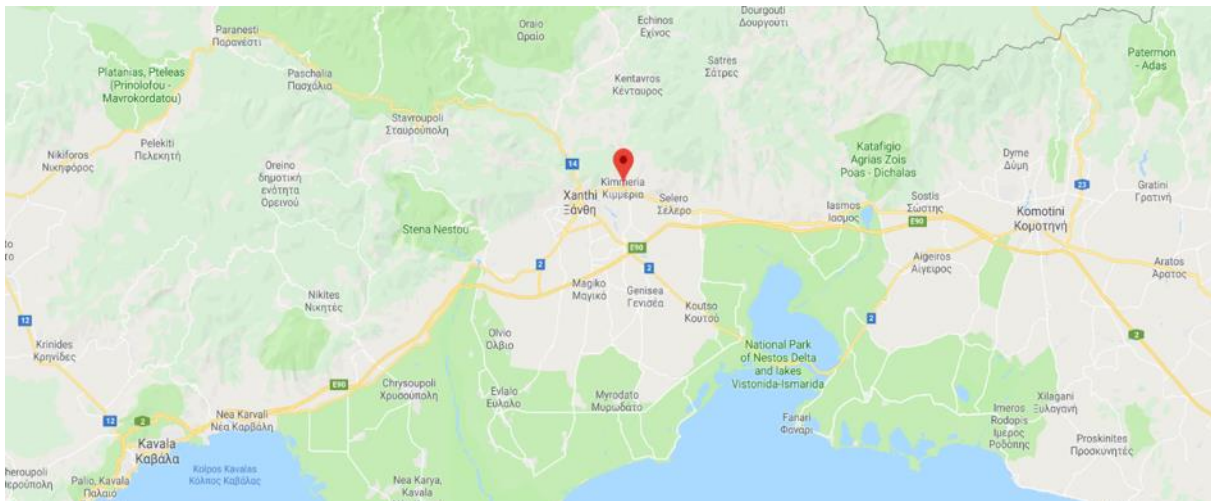 Dourgouti
Ντουργούτι
Echinos
Εχίνος
Oraio
Ωραίο
Paranesti
Παρανέστι
Patermon
- Adas
Satres
Σάτρες
Platanias, Pteleas
(Prinolofou -
Mavrokordatou)
Paschalia
Πασχάλια
Kentavros
Κένταυρος
Stavroupoli
Σταυρούπολη
Pelekiti
Πελεκητή
Nikiforos
Νικηφόρος
Oreino
δημοτική
ενότητα
Ορεινού
14
Katafigio
Agrias Zois
Poas - Dichalas
Dyme
Δύμη
23
Gratini
Γρατινή
Kimmeria
Κιμμέρια
Xanthi
Ξάνθη
Selero
Σέλερο
Iasmos
Ίασμος
Sostis
Σώστης
E90
Komotini
Κομοτηνή
Stena Nestou
E90
2
2
Aigeiros
Αίγειρος
Aratos
Άρατος
Magiko
Μαγικό
Genisea
Γενισέα
Nikites
Νικητές
Koutso
Κουτσό
12
2
2
Krinides
Κρηνίδες
Olvio
Όλβιο
National Park
of Nestos Delta
and lakes
Vistonida-Ismarida
E90
Chrysoupoli
Χρυσούπολη
Evlalo
Εύλαλο
Myrodato
Μυρωδάτο
Xilagani
Ξυλαγανή
Nea Karvali
Νέα Καρβάλη
12
2
Fanari
Φανάρι
Imeros
Rodopis
Ίμερος
Ροδόπης
Proskinites
Προσκυνητές
Kavala
Καβάλα
Kolpos Kavalas
Κόλπος Καβάλας
Palio, Kavala
Παλαιό
Nea Karya,
Kavala